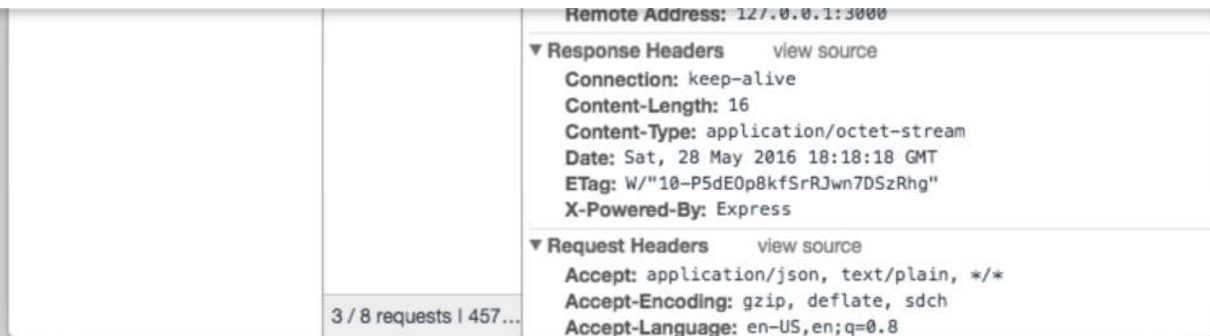 Remote Address: 127.0.0.1:3000
▼ Response Headers view source
Connection: keep-alive
Content-Length: 16
Content-Type: application/octet-stream
Date: Sat, 28 May 2016 18:18:18 GMT
ETag: W/"10-P5dEOp8kfSrRJwn7DSzRhg"
X-Powered-By: Express
▼ Request Headers view source
Accept: application/json, text/plain, */*
Accept-Encoding: gzip, deflate, sdch
Accept-Language: en-US,en;q=0.8
3 / 8 requests | 457...